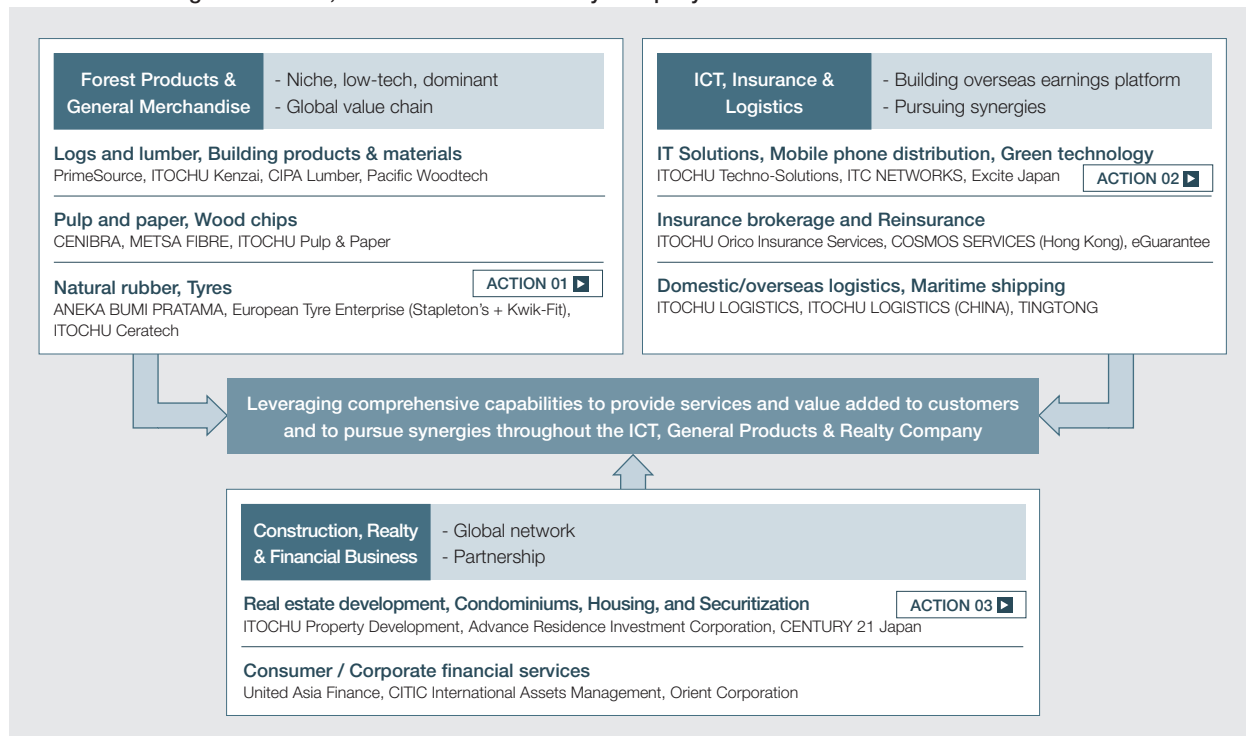 Forest Products &
General Merchandise
- Niche, low-tech, dominant
- Global value chain
Logs and lumber, Building products & materials
PrimeSource, ITOCHU Kenzai, CIPA Lumber, Pacific Woodtech
Pulp and paper, Wood chips
CENIBRA, METSA FIBRE, ITOCHU Pulp & Paper
Natural rubber, Tyres
ACTION 01
ANEKA BUMI PRATAMA, European Tyre Enterprise (Stapleton's + Kwik-Fit),
ITOCHU Ceratech
ICT, Insurance &
Logistics
- Building overseas earnings platform
- Pursuing synergies
IT Solutions, Mobile phone distribution, Green technology
ITOCHU Techno-Solutions, ITC NETWORKS, Excite Japan
ACTION 02
Insurance brokerage and Reinsurance
ITOCHU Orico Insurance Services, COSMOS SERVICES (Hong Kong), eGuarantee
Domestic/overseas logistics, Maritime shipping
ITOCHU LOGISTICS, ITOCHU LOGISTICS (CHINA), TINGTONG
Leveraging comprehensive capabilities to provide services and value added to customers
and to pursue synergies throughout the ICT, General Products & Realty Company
Construction, Realty
& Financial Business
- Global network
- Partnership
Real estate development, Condominiums, Housing, and Securitization
ACTION 03
ITOCHU Property Development, Advance Residence Investment Corporation, CENTURY 21 Japan
Consumer / Corporate financial services
United Asia Finance, CITIC International Assets Management, Orient Corporation